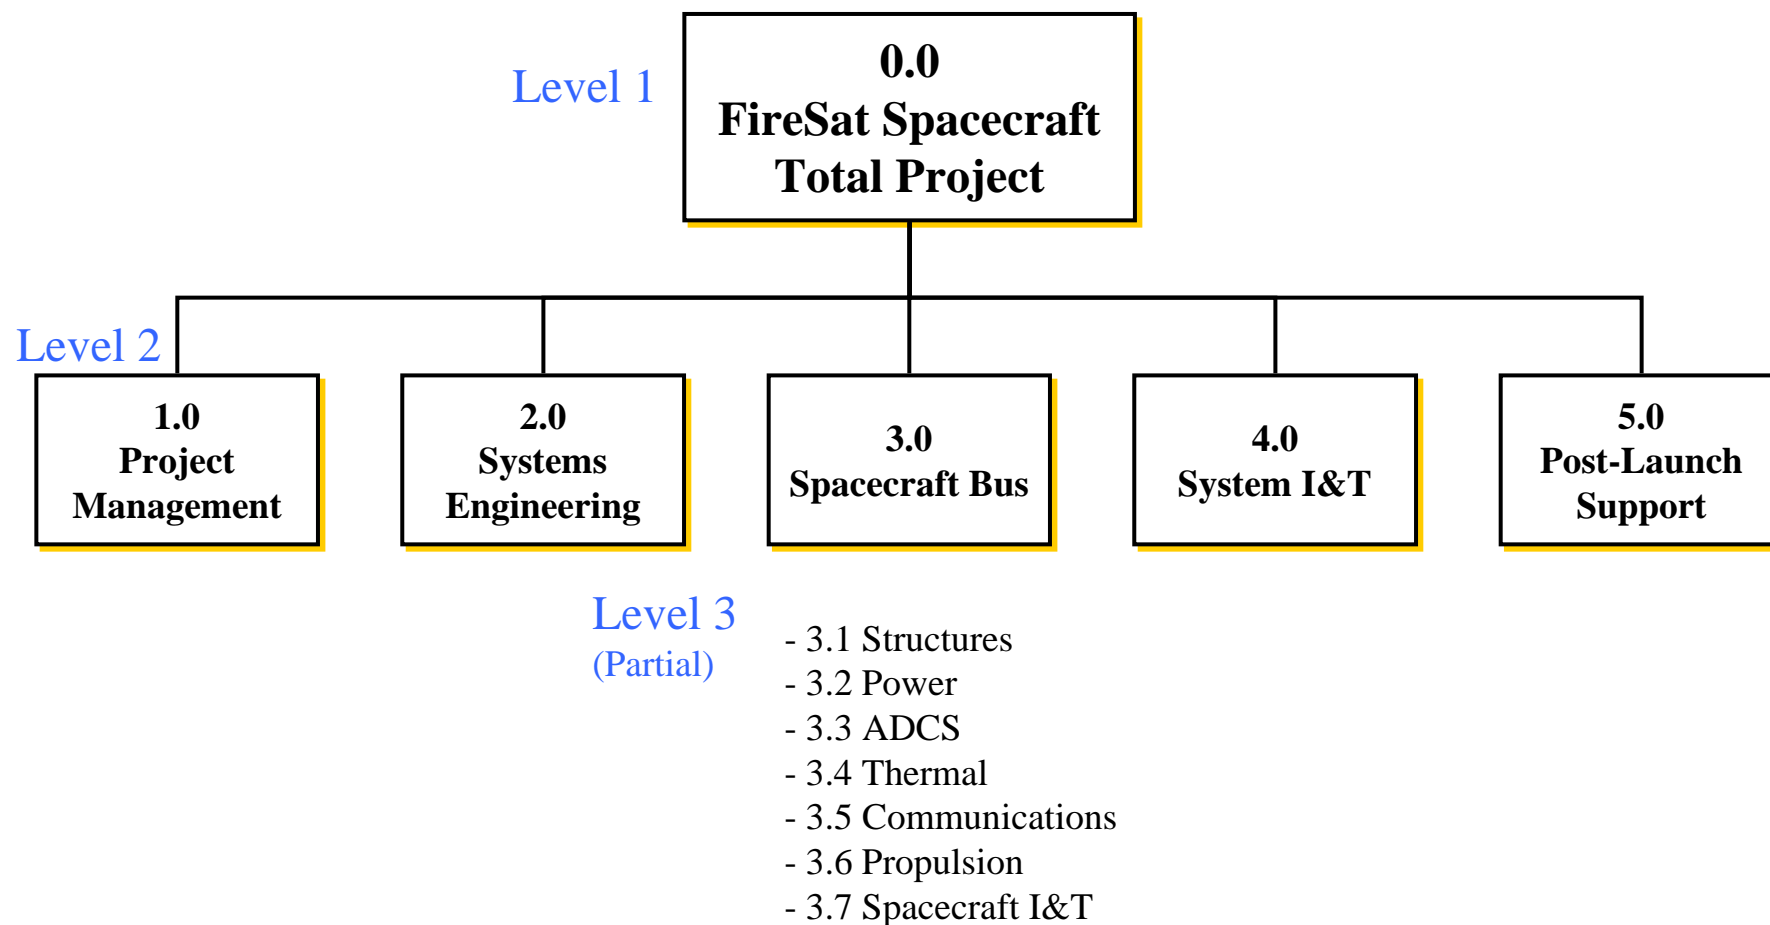 Level 1
0.0
FireSat Spacecraft
Total Project
Level 2
1.0
Project
Management
2.0
Systems
Engineering
3.0
Spacecraft Bus
4.0
System I&T
5.0
Post-Launch
Support
Level 3
(Partial)
- 3.1 Structures
- 3.2 Power
- 3.3 ADCS
- 3.4 Thermal
- 3.5 Communications
- 3.6 Propulsion
- 3.7 Spacecraft I&T